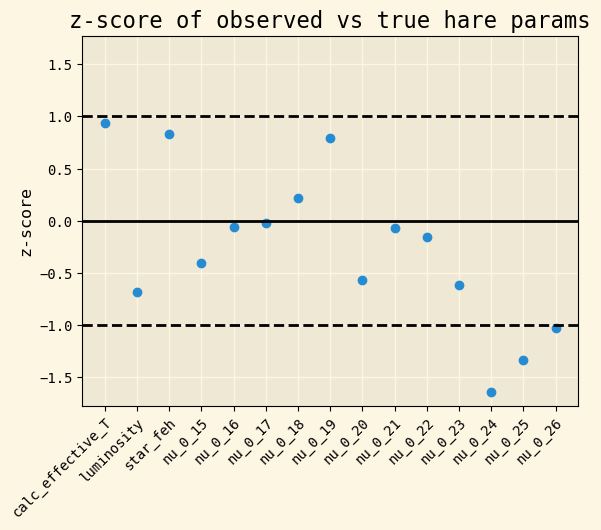 z-score of observed vs true hare params
z-score
1.5
1.0
0.5
0.0
−0.5
−1.0
−1.5
calc_effective_T
luminosity
star_feh
nu_0_15
nu_0_16
nu_0_17
nu_0_18
nu_0_19
nu_0_20
nu_0_21
nu_0_22
nu_0_23
nu_0_24
nu_0_25
nu_0_26